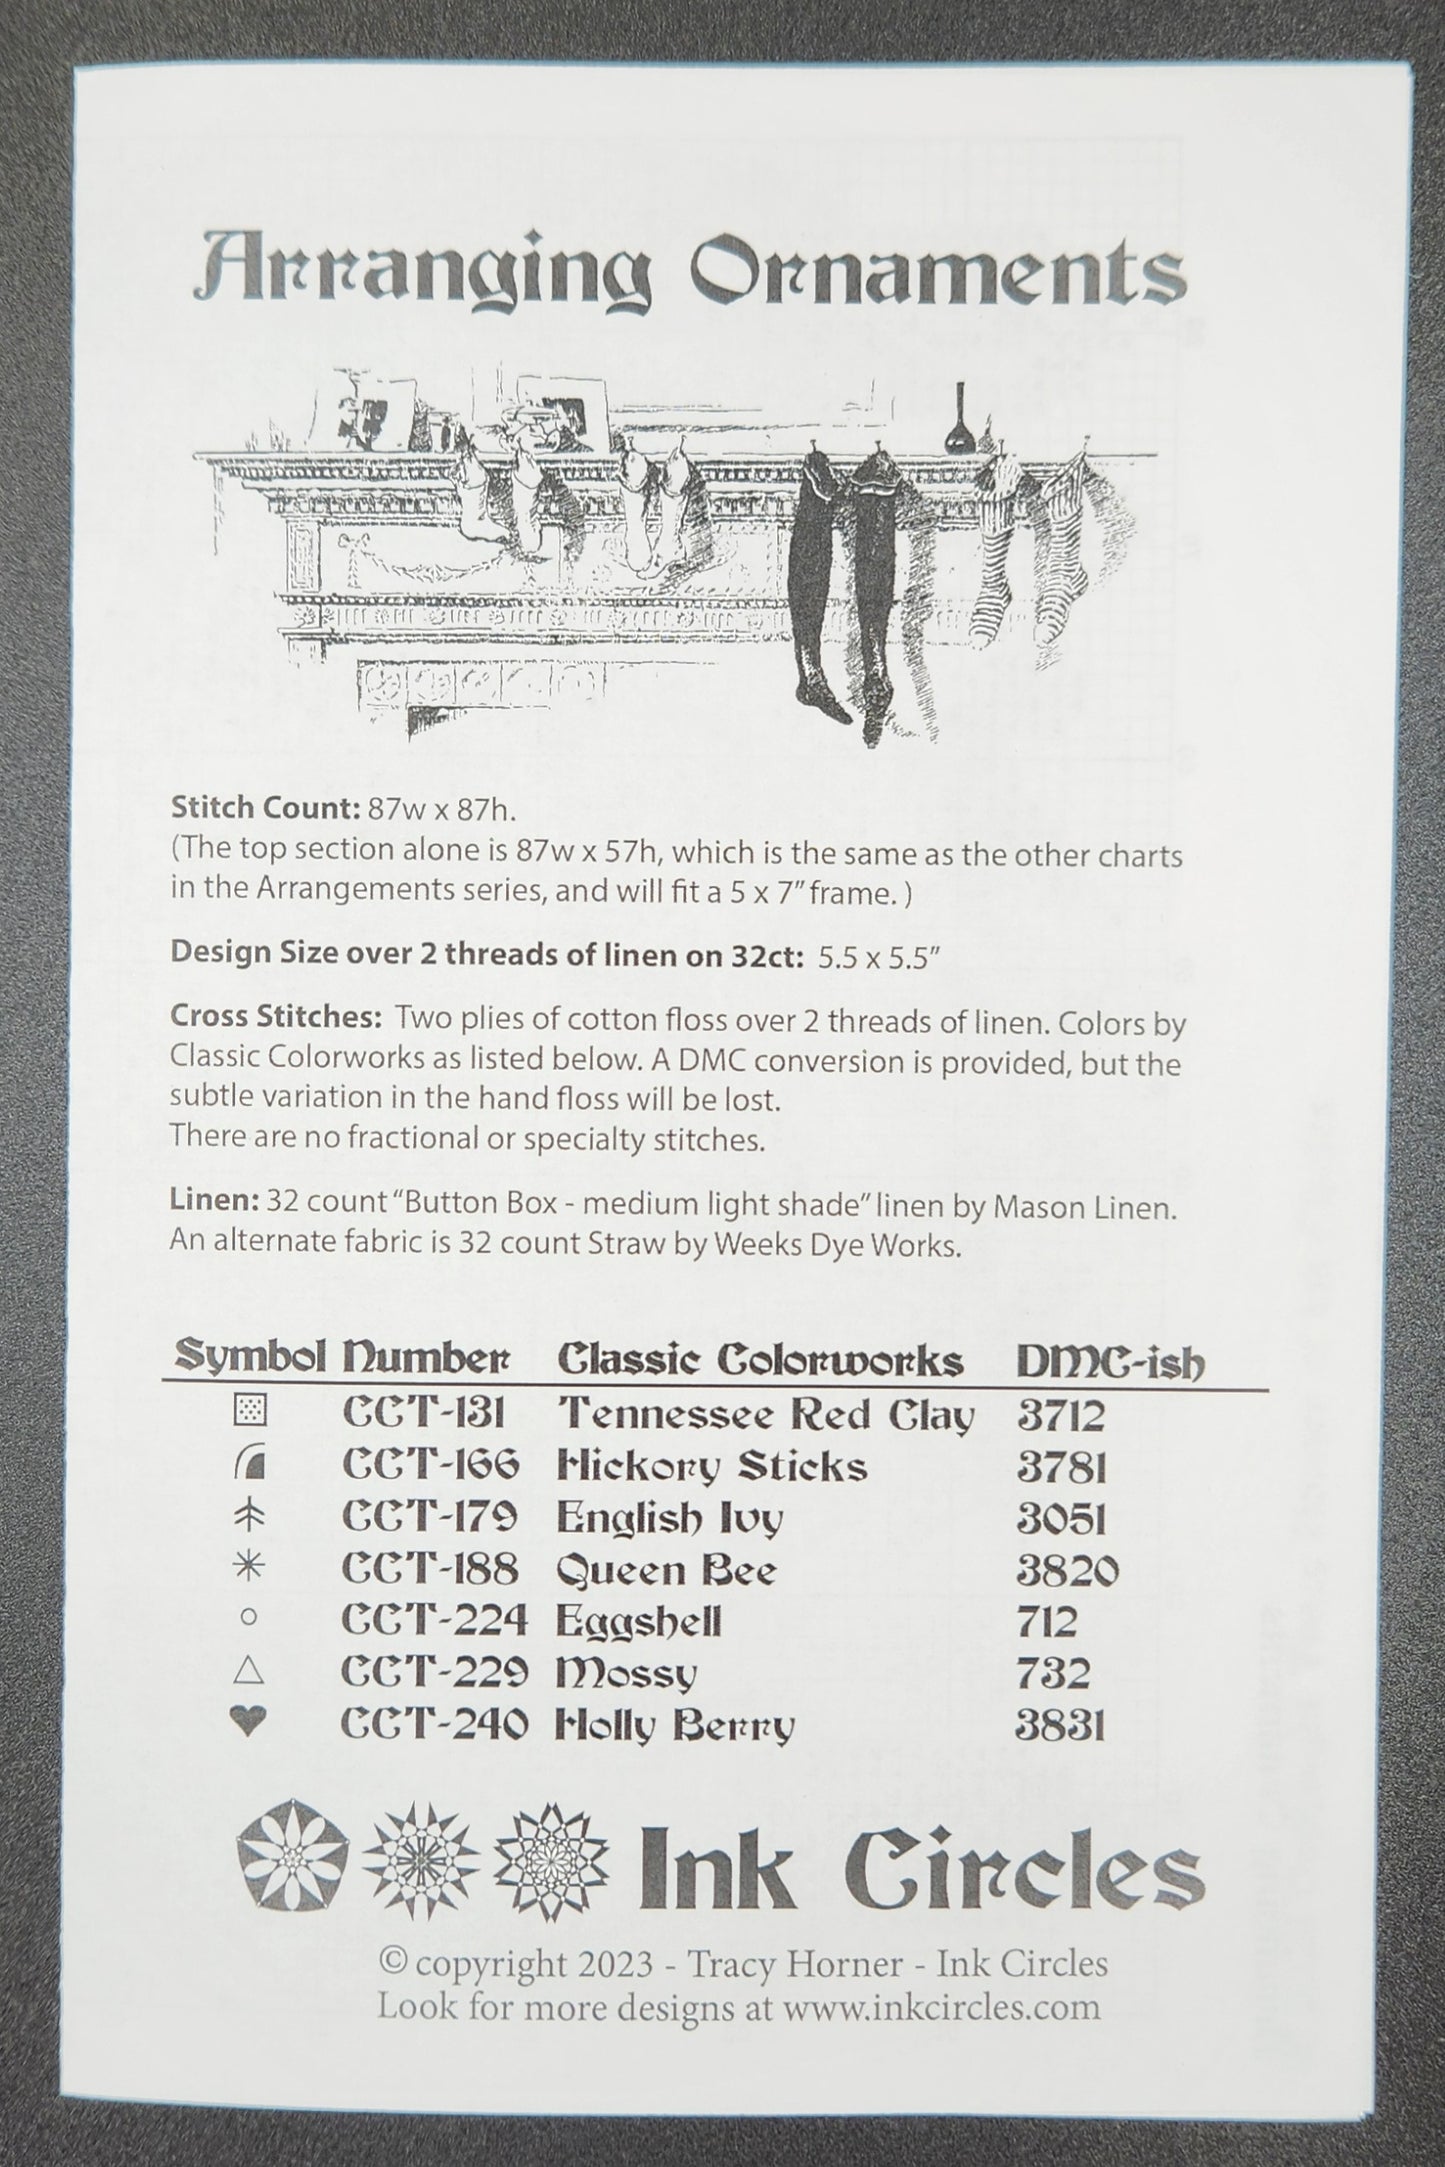 Arranging Ornaments
Stitch Count: 87w x 87h.
(The top section alone is 87w x 57h, which is the same as the other charts
in the Arrangements series, and will fit a 5 x 7" frame. )
Design Size over 2 threads of linen on 32ct: 5.5 x 5.5"
Cross Stitches: Two plies of cotton floss over 2 threads of linen. Colors by
Classic Colorworks as listed below. A DMC conversion is provided, but the
subtle variation in the hand floss will be lost.
There are no fractional or specialty stitches.
Linen: 32 count "Button Box - medium light shade" linen by Mason Linen.
An alternate fabric is 32 count Straw by Weeks Dye Works.
Symbol Number Classic Colorworks DMC-ish
CCT-131 Tennessee Red Clay 3712
CCT-166 Hickory Sticks 3781
CCT-179 English Ivy 3051
CCT-188 Queen Bee 3820
CCT-224 Eggshell 712
CCT-229 Mossy 732
CCT-240 Holly Berry 3831
Ink Circles
© copyright 2023 - Tracy Horner - Ink Circles
Look for more designs at www.inkcircles.com